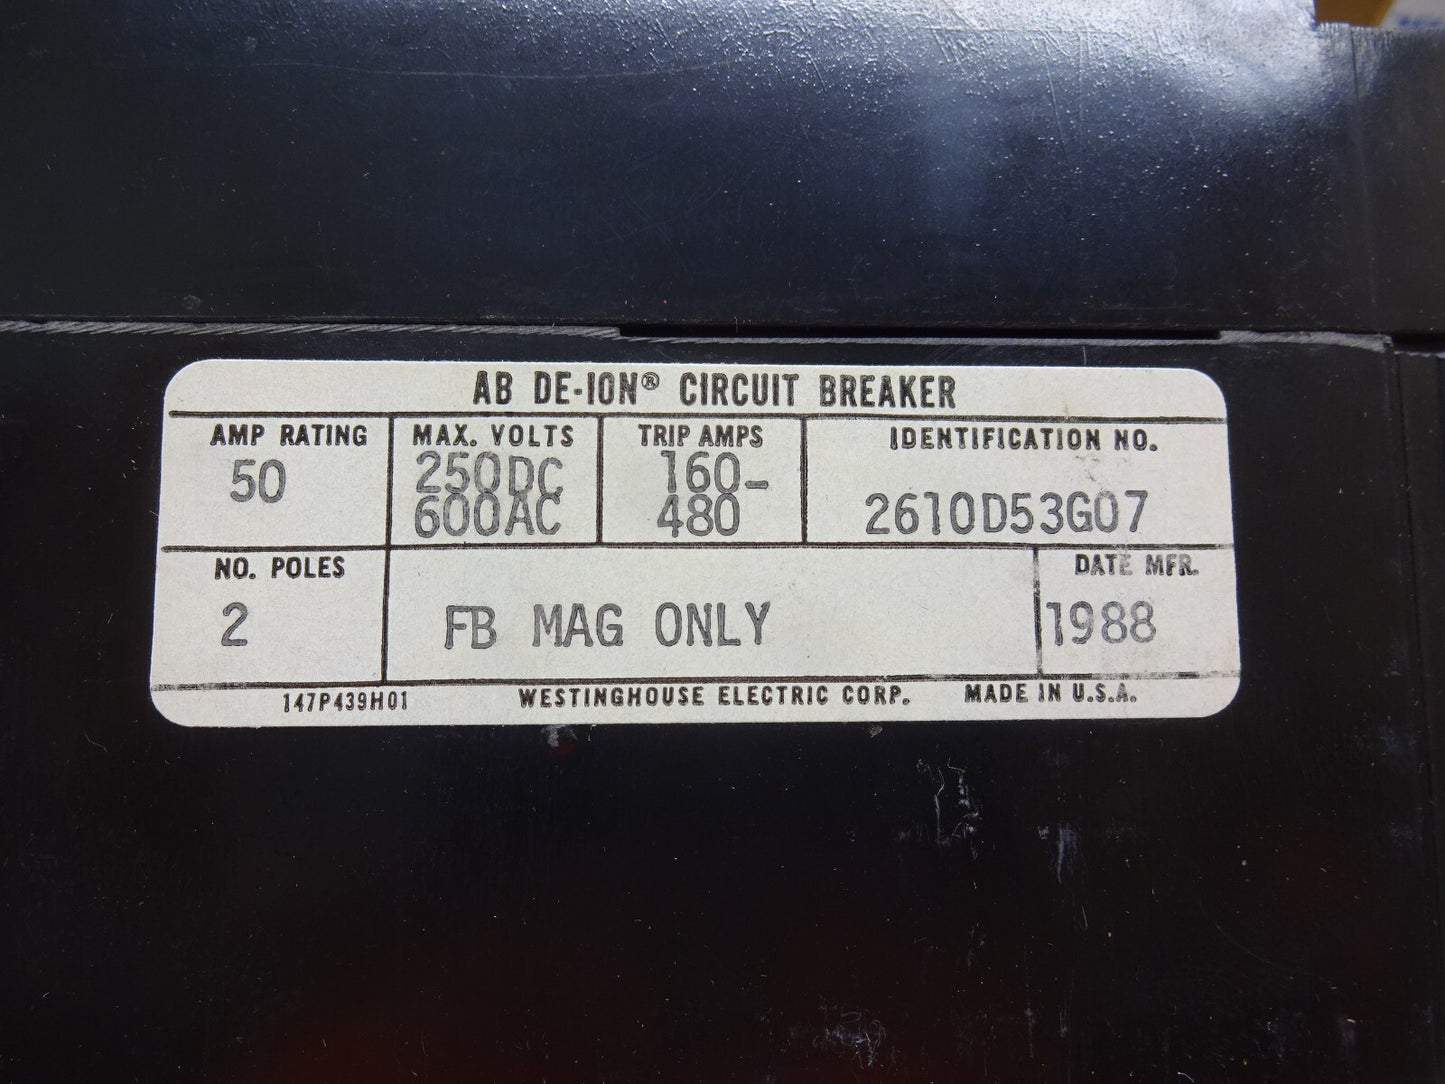 AB DE-ION® CIRCUIT BREAKER
AMP RATING
50
MAX. VOLTS
250DC
600AC
TRIP AMPS
160-
480
IDENTIFICATION NO.
2610D53G07
NO. POLES
2
FB MAG ONLY
DATE MFR.
1988
147P439H01 WESTINGHOUSE ELECTRIC CORP. MADE IN U.S.A.